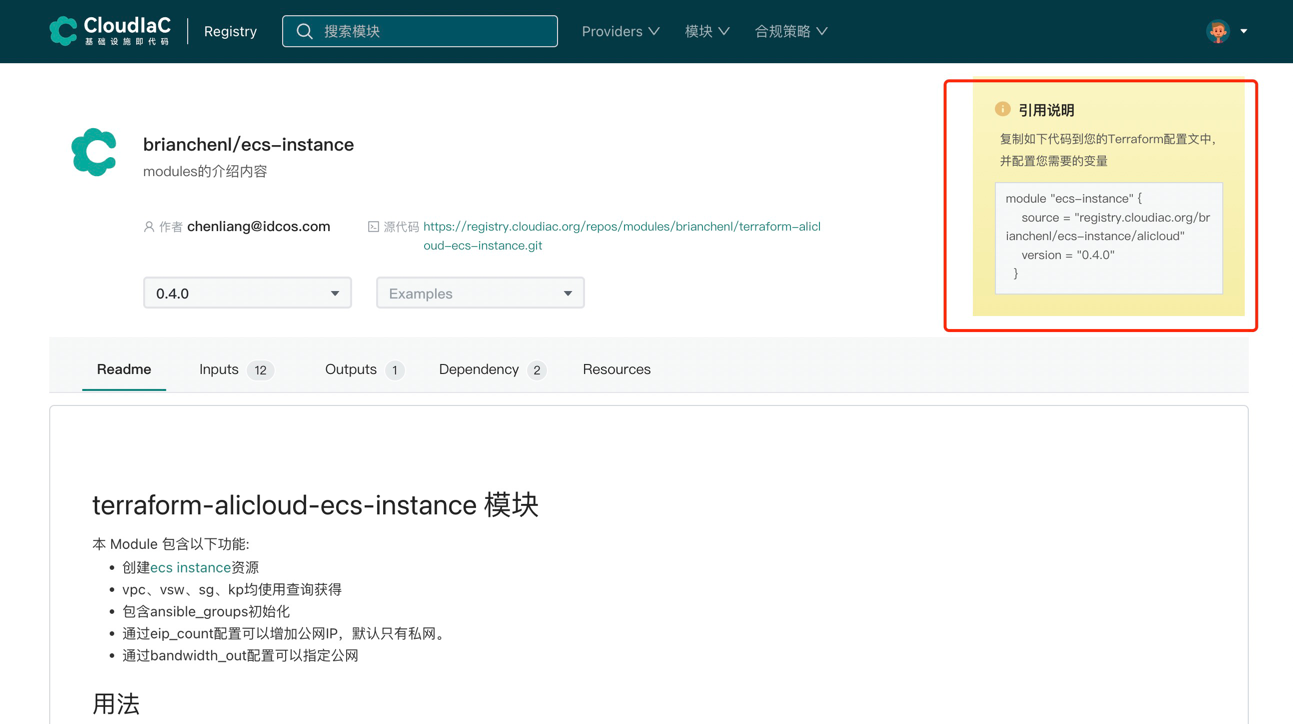 CloudIaC
基础设施即代码
Registry
搜索模块
Providers
模块
合规策略
brianchenl/ecs-instance
modules的介绍内容
作者 chenliang@idcos.com
源代码 https://registry.cloudiac.org/repos/modules/brianchenl/terraform-alicl
oud-ecs-instance.git
0.4.0
Examples
引用说明
复制如下代码到您的Terraform配置文中，
并配置您需要的变量
module "ecs-instance" {
source = "registry.cloudiac.org/br
ianchenl/ecs-instance/alicloud"
version = "0.4.0"
}
Readme
Inputs 12
Outputs 1
Dependency 2
Resources
terraform-alicloud-ecs-instance 模块
本 Module 包含以下功能:
• 创建ecs instance资源
• vpc、vsw、sg、kp均使用查询获得
• 包含ansible_groups初始化
• 通过eip_count配置可以增加公网IP，默认只有私网。
• 通过bandwidth_out配置可以指定公网
用法